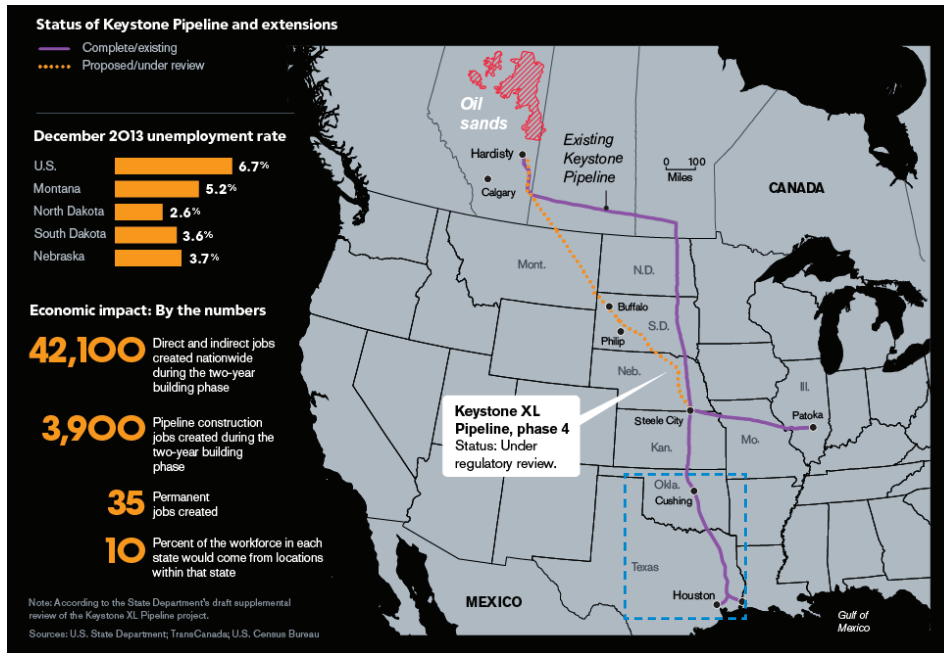 Status of Keystone Pipeline and extensions
Complete/existing
Proposed/under review
December 2013 unemployment rate
U.S. 6.7%
Montana 5.2%
North Dakota 2.6%
South Dakota 3.6%
Nebraska 3.7%
Economic impact: By the numbers
42,100
Direct and indirect jobs
created nationwide
during the two-year
building phase
3,900
Pipeline construction
jobs created during the
two-year building
phase
35
Permanent
jobs created
10
Percent of the workforce in each
state would come from locations
within that state
Note: According to the State Department's draft supplemental
review of the Keystone XL Pipeline project.
Sources: U.S. State Department; TransCanada; U.S. Census Bureau
Oil
sands
Hardisty
Calgary
Existing
Keystone
Pipeline
0 100
Miles
CANADA
Mont.
N.D.
Buffalo
S.D.
Philip
Neb.
Keystone XL
Pipeline, phase 4
Status: Under
regulatory review.
Steele City
Ill.
Patoka
Kan.
Mo.
Okla.
Cushing
Texas
Houston
MEXICO
Gulf of
Mexico